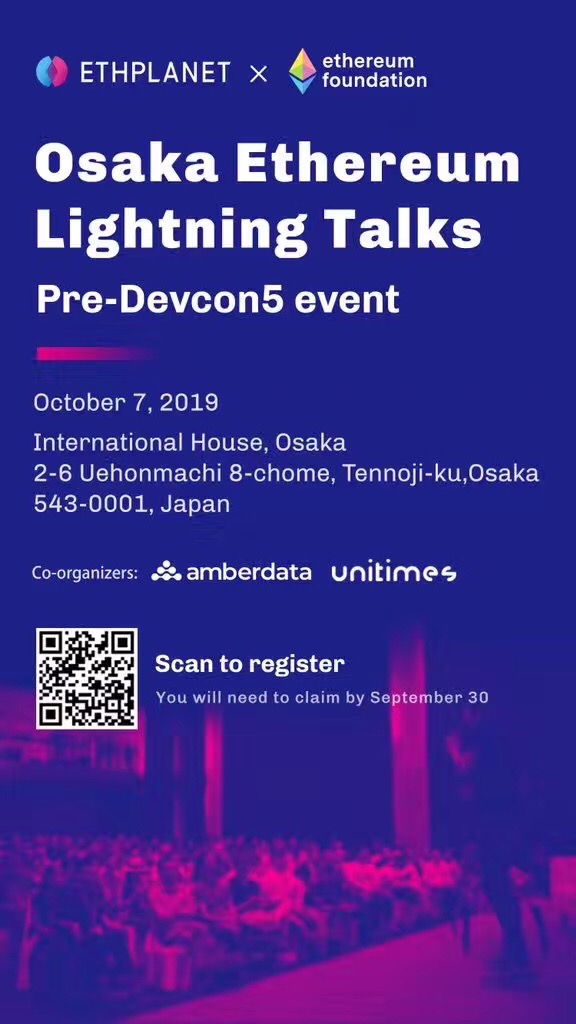 ETHPLANET × ethereum foundation
Osaka Ethereum
Lightning Talks
Pre-Devcon5 event
October 7, 2019
International House, Osaka
2-6 Uehonmachi 8-chome, Tennoji-ku,Osaka
543-0001, Japan
Co-organizers: amberdata unitimes
Scan to register
You will need to claim by September 30